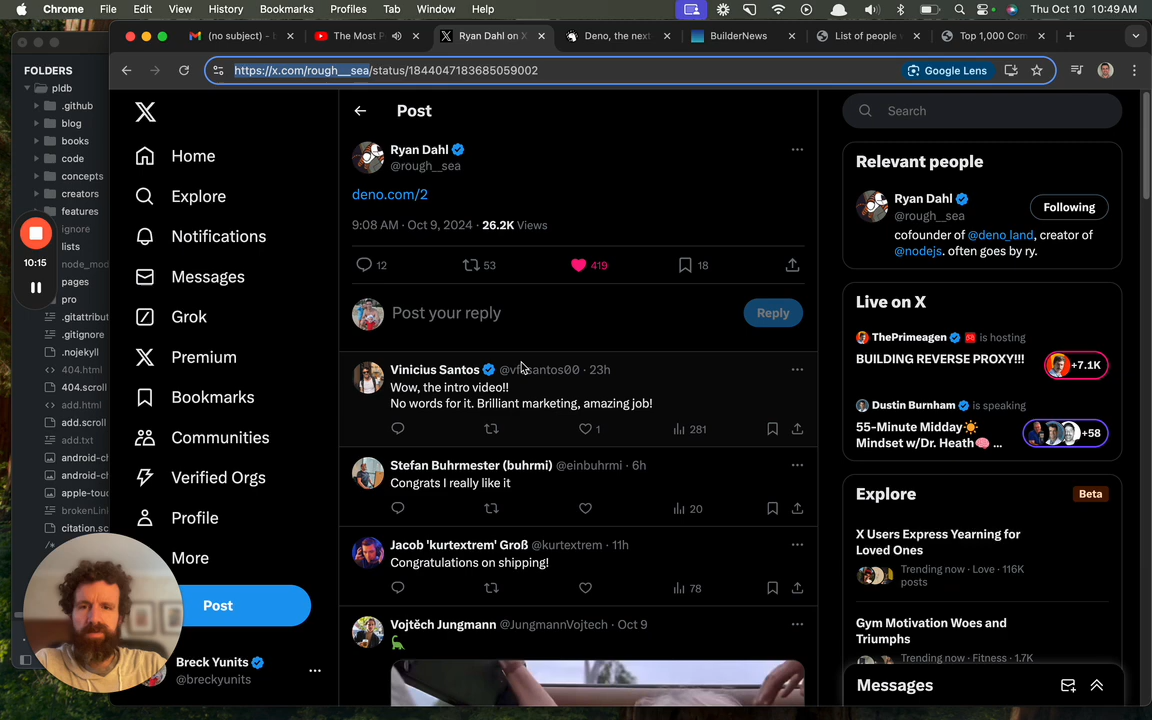 Chrome File Edit View History Bookmarks Profiles Tab Window Help Thu Oct 10 10:49 AM
(no subject) - The Most P Ryan Dahl on X Deno, the next BuilderNews List of people Top 1,000 Com
https://x.com/rough__sea/status/1844047183685059002
Google Lens
FOLDERS
pldb
.github
blog
books
code
concepts
creators
features
ignore
lists
node_mod
pages
pro
.gitattribut
.gitignore
.nojekyll
404.html
404.scroll
add.html
add.scroll
add.txt
android-ch
android-ch
apple-touc
brokenLink
citation.sc
10:15
Home
Explore
Notifications
Messages
Grok
Premium
Bookmarks
Communities
Verified Orgs
Profile
More
Post
Breck Yunits
@breckyunits
Post
Ryan Dahl
@rough__sea
deno.com/2
9:08 AM · Oct 9, 2024 · 26.2K Views
12 53 419 18
Post your reply
Reply
Vinicius Santos · 23h
Wow, the intro video!!
No words for it. Brilliant marketing, amazing job!
1 281
Stefan Buhrmester (buhrmi) @einbuhrmi · 6h
Congrats I really like it
20
Jacob 'kurtextrem' Groß @kurtextrem · 11h
Congratulations on shipping!
78
Vojtěch Jungmann @JungmannVojtech · Oct 9
Search
Relevant people
Ryan Dahl
@rough__sea
Following
cofounder of @deno_land, creator of
@nodejs. often goes by ry.
Live on X
ThePrimeagen is hosting
BUILDING REVERSE PROXY!!!
+7.1K
Dustin Burnham is speaking
55-Minute Midday
Mindset w/Dr. Heath ...
+58
Explore
Beta
X Users Express Yearning for
Loved Ones
Trending now · Love · 116K
posts
Gym Motivation Woes and
Triumphs
Trending now · Fitness · 1.7K
Messages